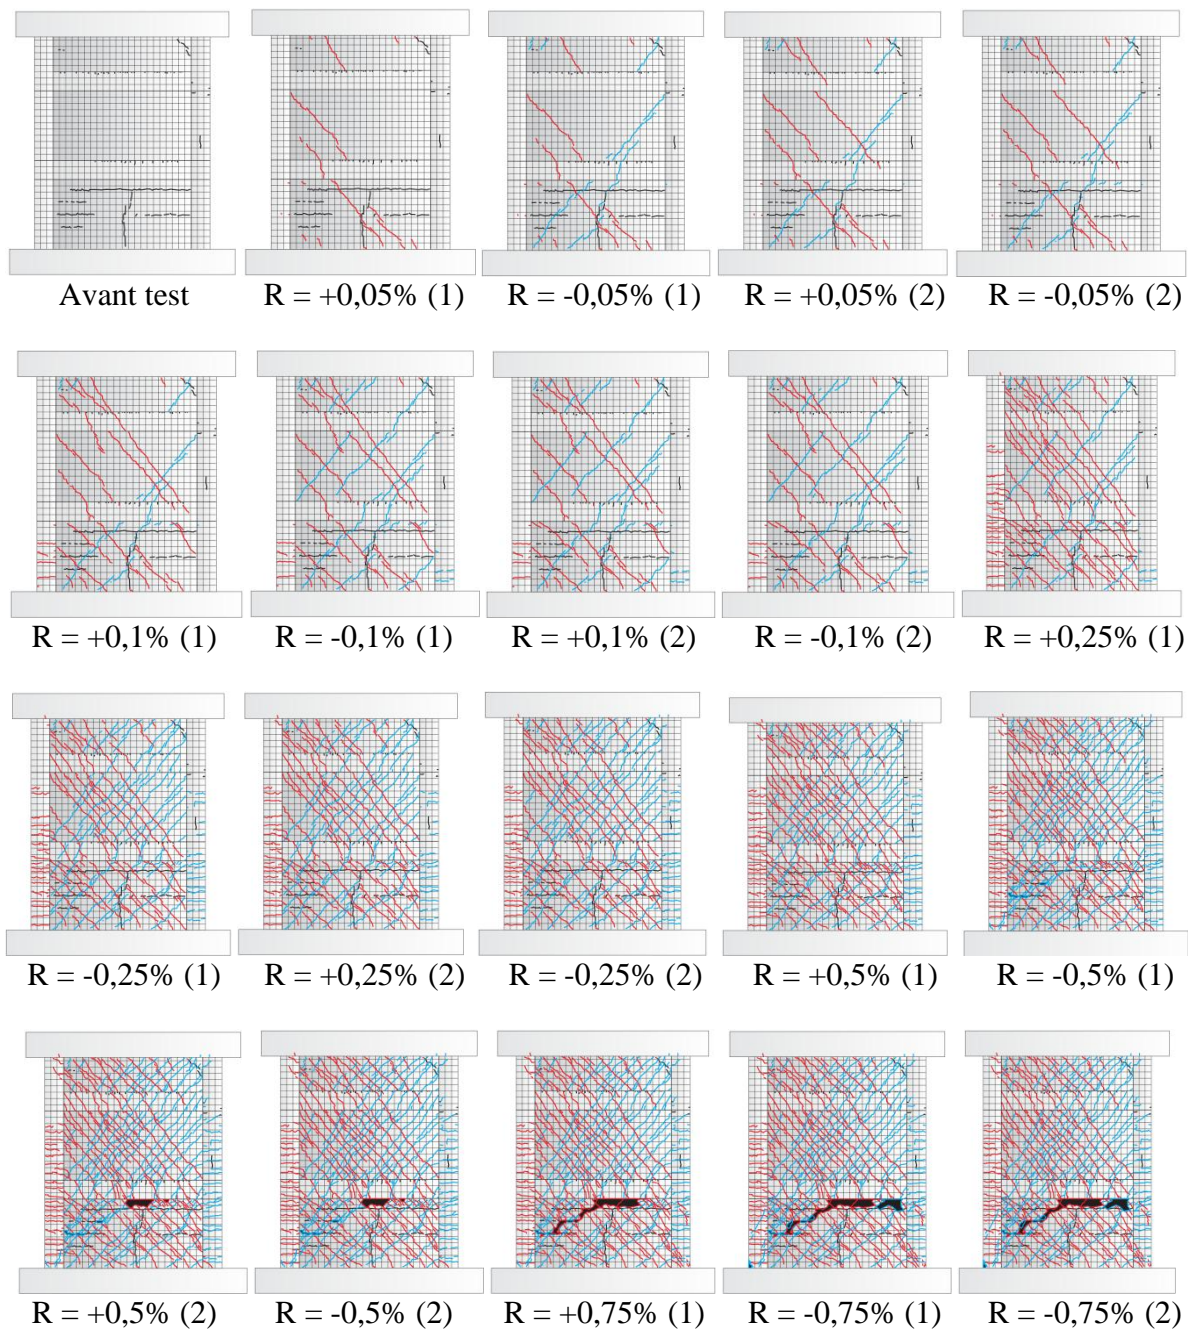 Avant test R = +0,05% (1) R = -0,05% (1) R = +0,05% (2) R = -0,05% (2)
R = +0,1% (1) R = -0,1% (1) R = +0,1% (2) R = -0,1% (2) R = +0,25% (1)
R = -0,25% (1) R = +0,25% (2) R = -0,25% (2) R = +0,5% (1) R = -0,5% (1)
R = +0,5% (2) R = -0,5% (2) R = +0,75% (1) R = -0,75% (1) R = -0,75% (2)